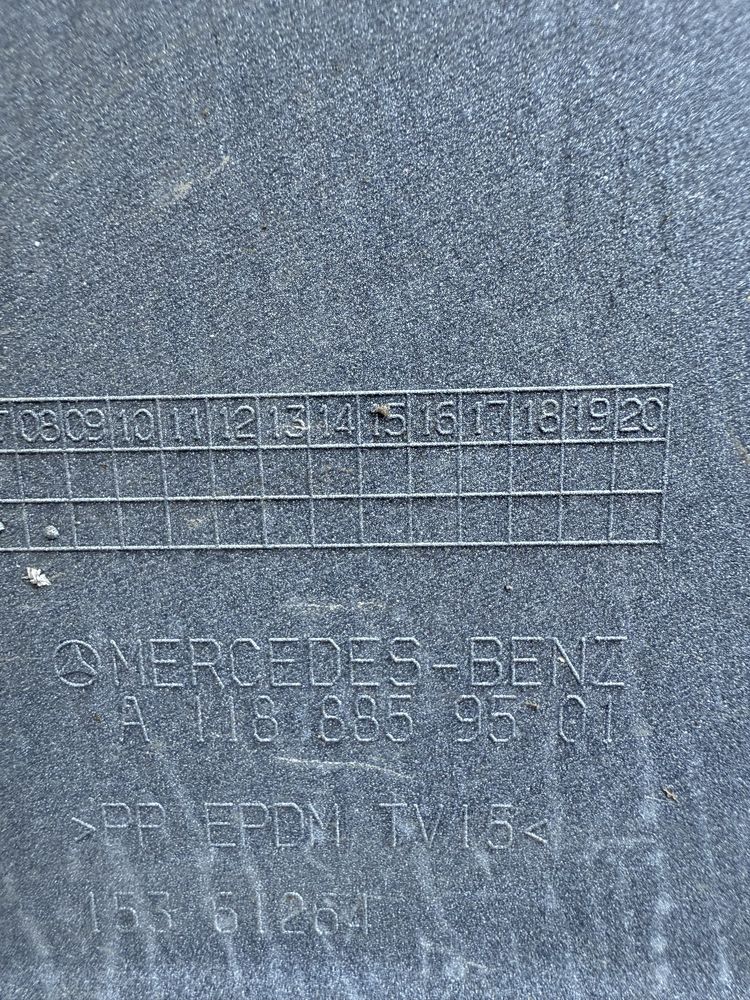 08 09 10 11 12 13 14 15 16 17 18 19 20
MERCEDES-BENZ
A 118 885 95 01
>PP EPDM TV15<
153 61264